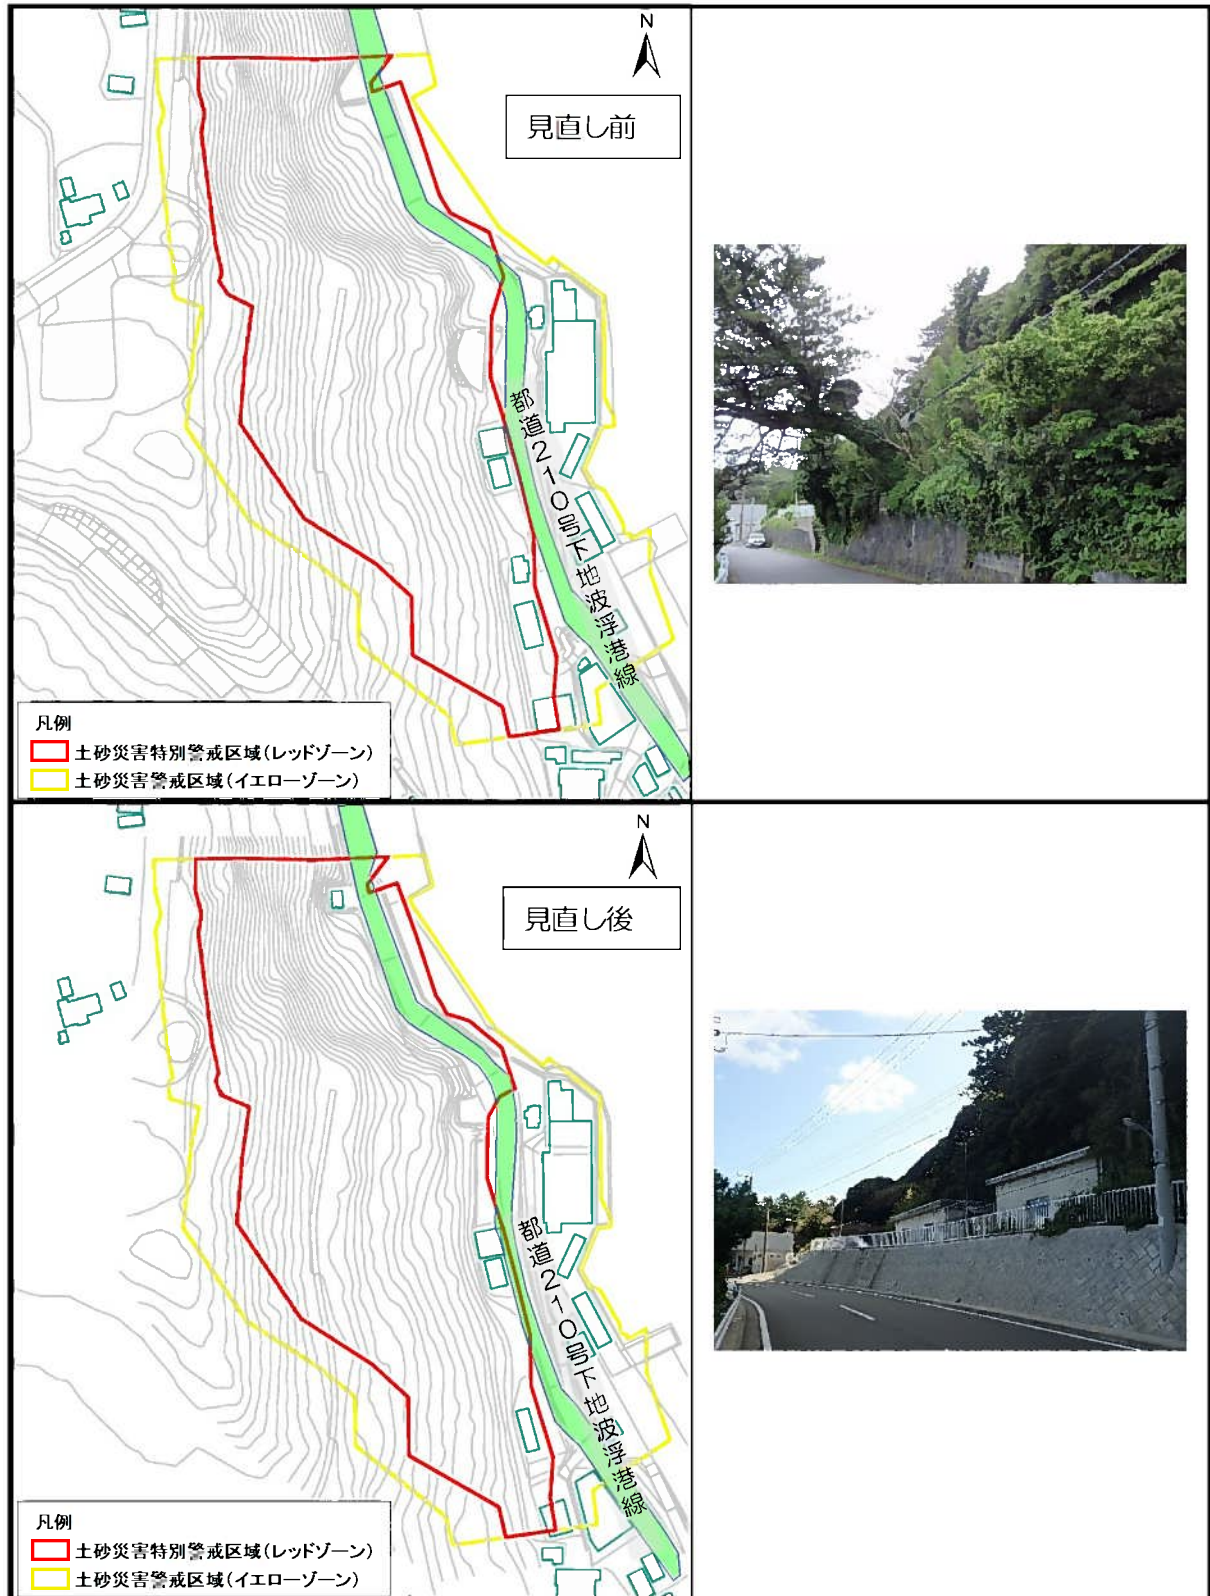 N
見直し前
都道210号下地波浮港線
凡例
土砂災害特別警戒区域(レッドゾーン)
土砂災害警戒区域(イエローゾーン)
N
見直し後
都道210号下地波浮港線
凡例
土砂災害特別警戒区域(レッドゾーン)
土砂災害警戒区域(イエローゾーン)